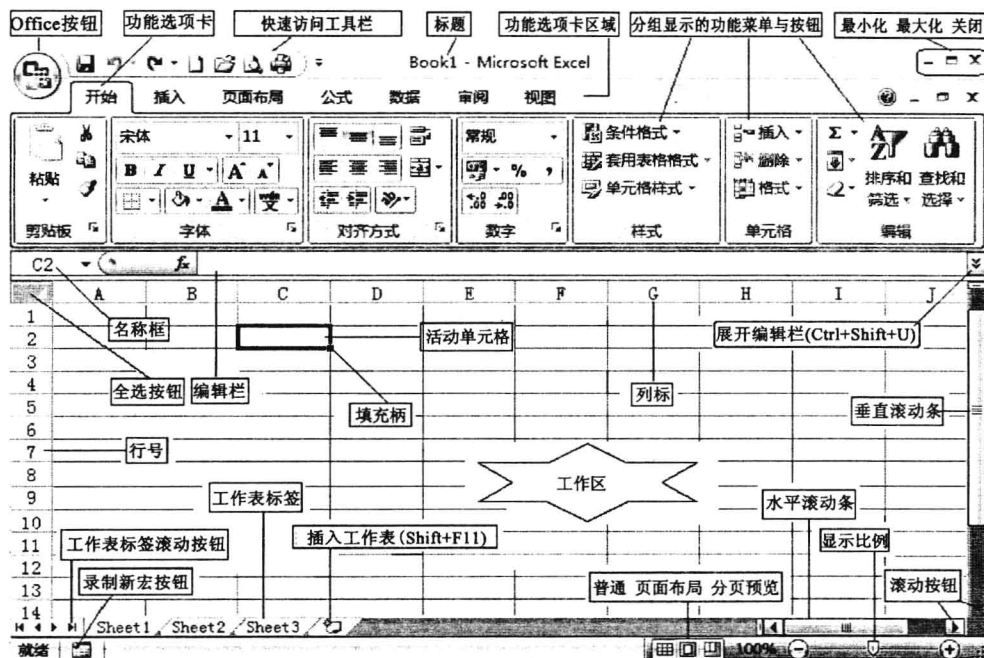 Office按钮 功能选项卡 快速访问工具栏 标题 功能选项卡区域 分组显示的功能菜单与按钮 最小化 最大化 关闭
Book1 - Microsoft Excel
开始 插入 页面布局 公式 数据 审阅 视图
宋体 11 常规 条件格式 插入 Σ
B I U A A % , 套用表格格式 删除
粘贴 A 变 单元格样式 格式 排序和筛选 查找和选择
剪贴板 字体 对齐方式 数字 样式 单元格 编辑
C2 fx
A B C D E F G H I J
1
名称框 活动单元格 展开编辑栏(Ctrl+Shift+U)
2
3
4
全选按钮 编辑栏 列标
5
填充柄 垂直滚动条
6
7
行号
8
工作区
9
工作表标签 水平滚动条
10
11
工作表标签滚动按钮 插入工作表(Shift+F11) 显示比例
12
录制新宏按钮 普通 页面布局 分页预览 滚动按钮
13
14
Sheet1 Sheet2 Sheet3
就绪 100%